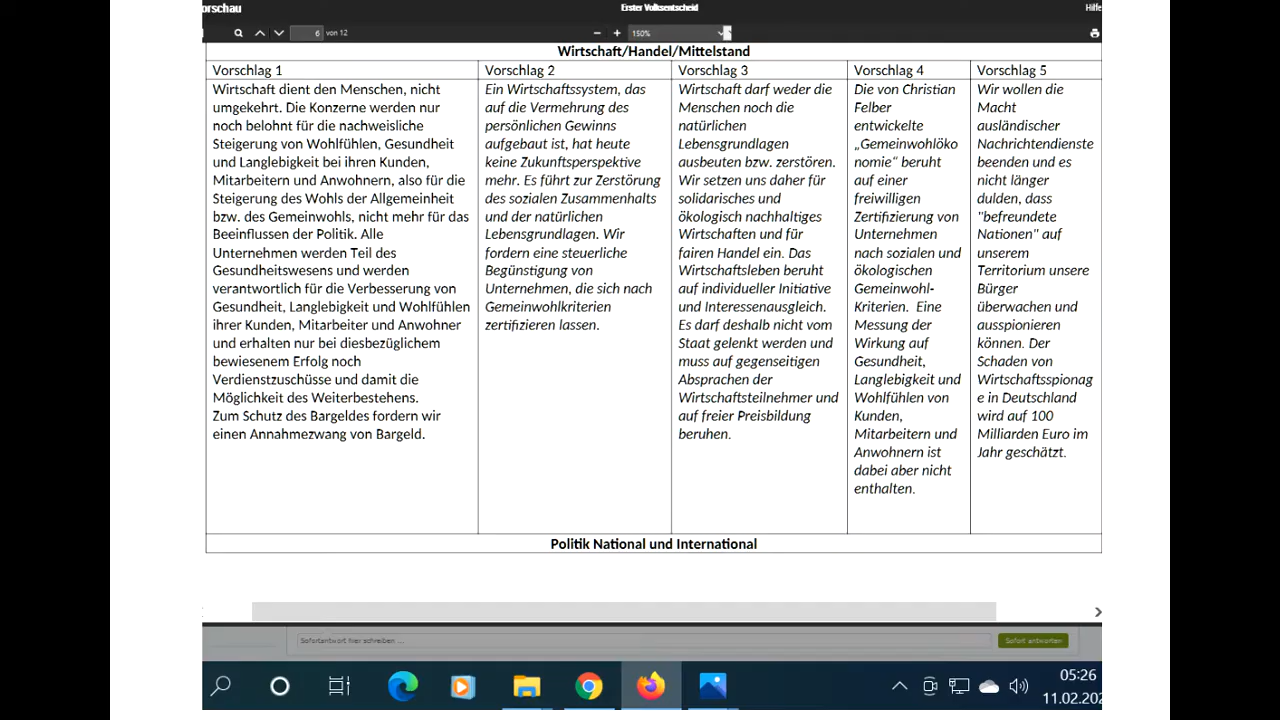 orschau
Erster Volksentscheid
Hilfe
6 von 12
150%
Wirtschaft/Handel/Mittelstand
Vorschlag 1
Wirtschaft dient den Menschen, nicht
umgekehrt. Die Konzerne werden nur
noch belohnt für die nachweisliche
Steigerung von Wohlfühlen, Gesundheit
und Langlebigkeit bei ihren Kunden,
Mitarbeitern und Anwohnern, also für die
Steigerung des Wohls der Allgemeinheit
bzw. des Gemeinwohls, nicht mehr für das
Beeinflussen der Politik. Alle
Unternehmen werden Teil des
Gesundheitswesens und werden
verantwortlich für die Verbesserung von
Gesundheit, Langlebigkeit und Wohlfühlen
ihrer Kunden, Mitarbeiter und Anwohner
und erhalten nur bei diesbezüglichem
bewiesenem Erfolg noch
Verdienstzuschüsse und damit die
Möglichkeit des Weiterbestehens.
Zum Schutz des Bargeldes fordern wir
einen Annahmezwang von Bargeld.
Vorschlag 2
Ein Wirtschaftssystem, das
auf die Vermehrung des
persönlichen Gewinns
aufgebaut ist, hat heute
keine Zukunftsperspektive
mehr. Es führt zur Zerstörung
des sozialen Zusammenhalts
und der natürlichen
Lebensgrundlagen. Wir
fordern eine steuerliche
Begünstigung von
Unternehmen, die sich nach
Gemeinwohlkriterien
zertifizieren lassen.
Vorschlag 3
Wirtschaft darf weder die
Menschen noch die
natürlichen
Lebensgrundlagen
ausbeuten bzw. zerstören.
Wir setzen uns daher für
solidarisches und
ökologisch nachhaltiges
Wirtschaften und für
fairen Handel ein. Das
Wirtschaftsleben beruht
auf individueller Initiative
und Interessenausgleich.
Es darf deshalb nicht vom
Staat gelenkt werden und
muss auf gegenseitigen
Absprachen der
Wirtschaftsteilnehmer und
auf freier Preisbildung
beruhen.
Vorschlag 4
Die von Christian
Felber
entwickelte
„Gemeinwohlöko
nomie“ beruht
auf einer
freiwilligen
Zertifizierung von
Unternehmen
nach sozialen und
ökologischen
Gemeinwohl-
Kriterien. Eine
Messung der
Wirkung auf
Gesundheit,
Langlebigkeit und
Wohlfühlen von
Kunden,
Mitarbeitern und
Anwohnern ist
dabei aber nicht
enthalten.
Vorschlag 5
Wir wollen die
Macht
ausländischer
Nachrichtendienste
beenden und es
nicht länger
dulden, dass
"befreundete
Nationen" auf
unserem
Territorium unsere
Bürger
überwachen und
ausspionieren
können. Der
Schaden von
Wirtschaftsspionag
e in Deutschland
wird auf 100
Milliarden Euro im
Jahr geschätzt.
Politik National und International
Sofortantwort hier schreiben ...
Sofort antworten
05:26
11.02.202